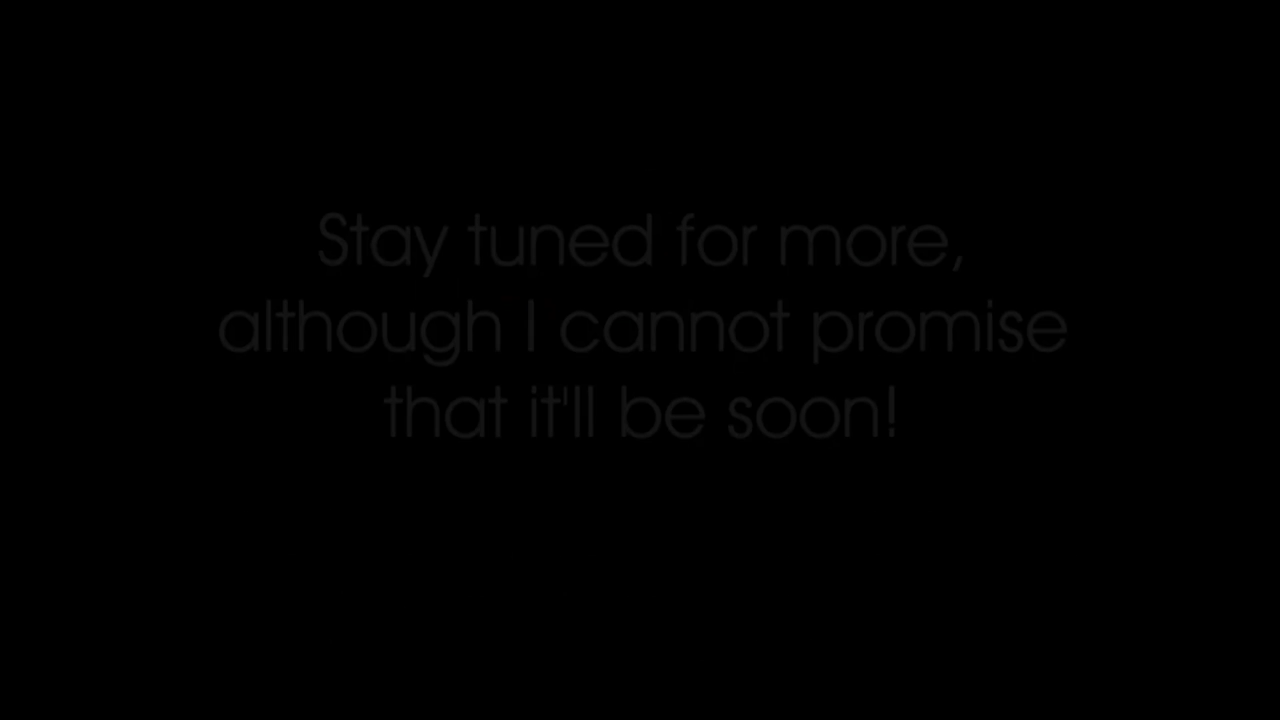 Stay tuned for more,
although I cannot promise
that it'll be soon!